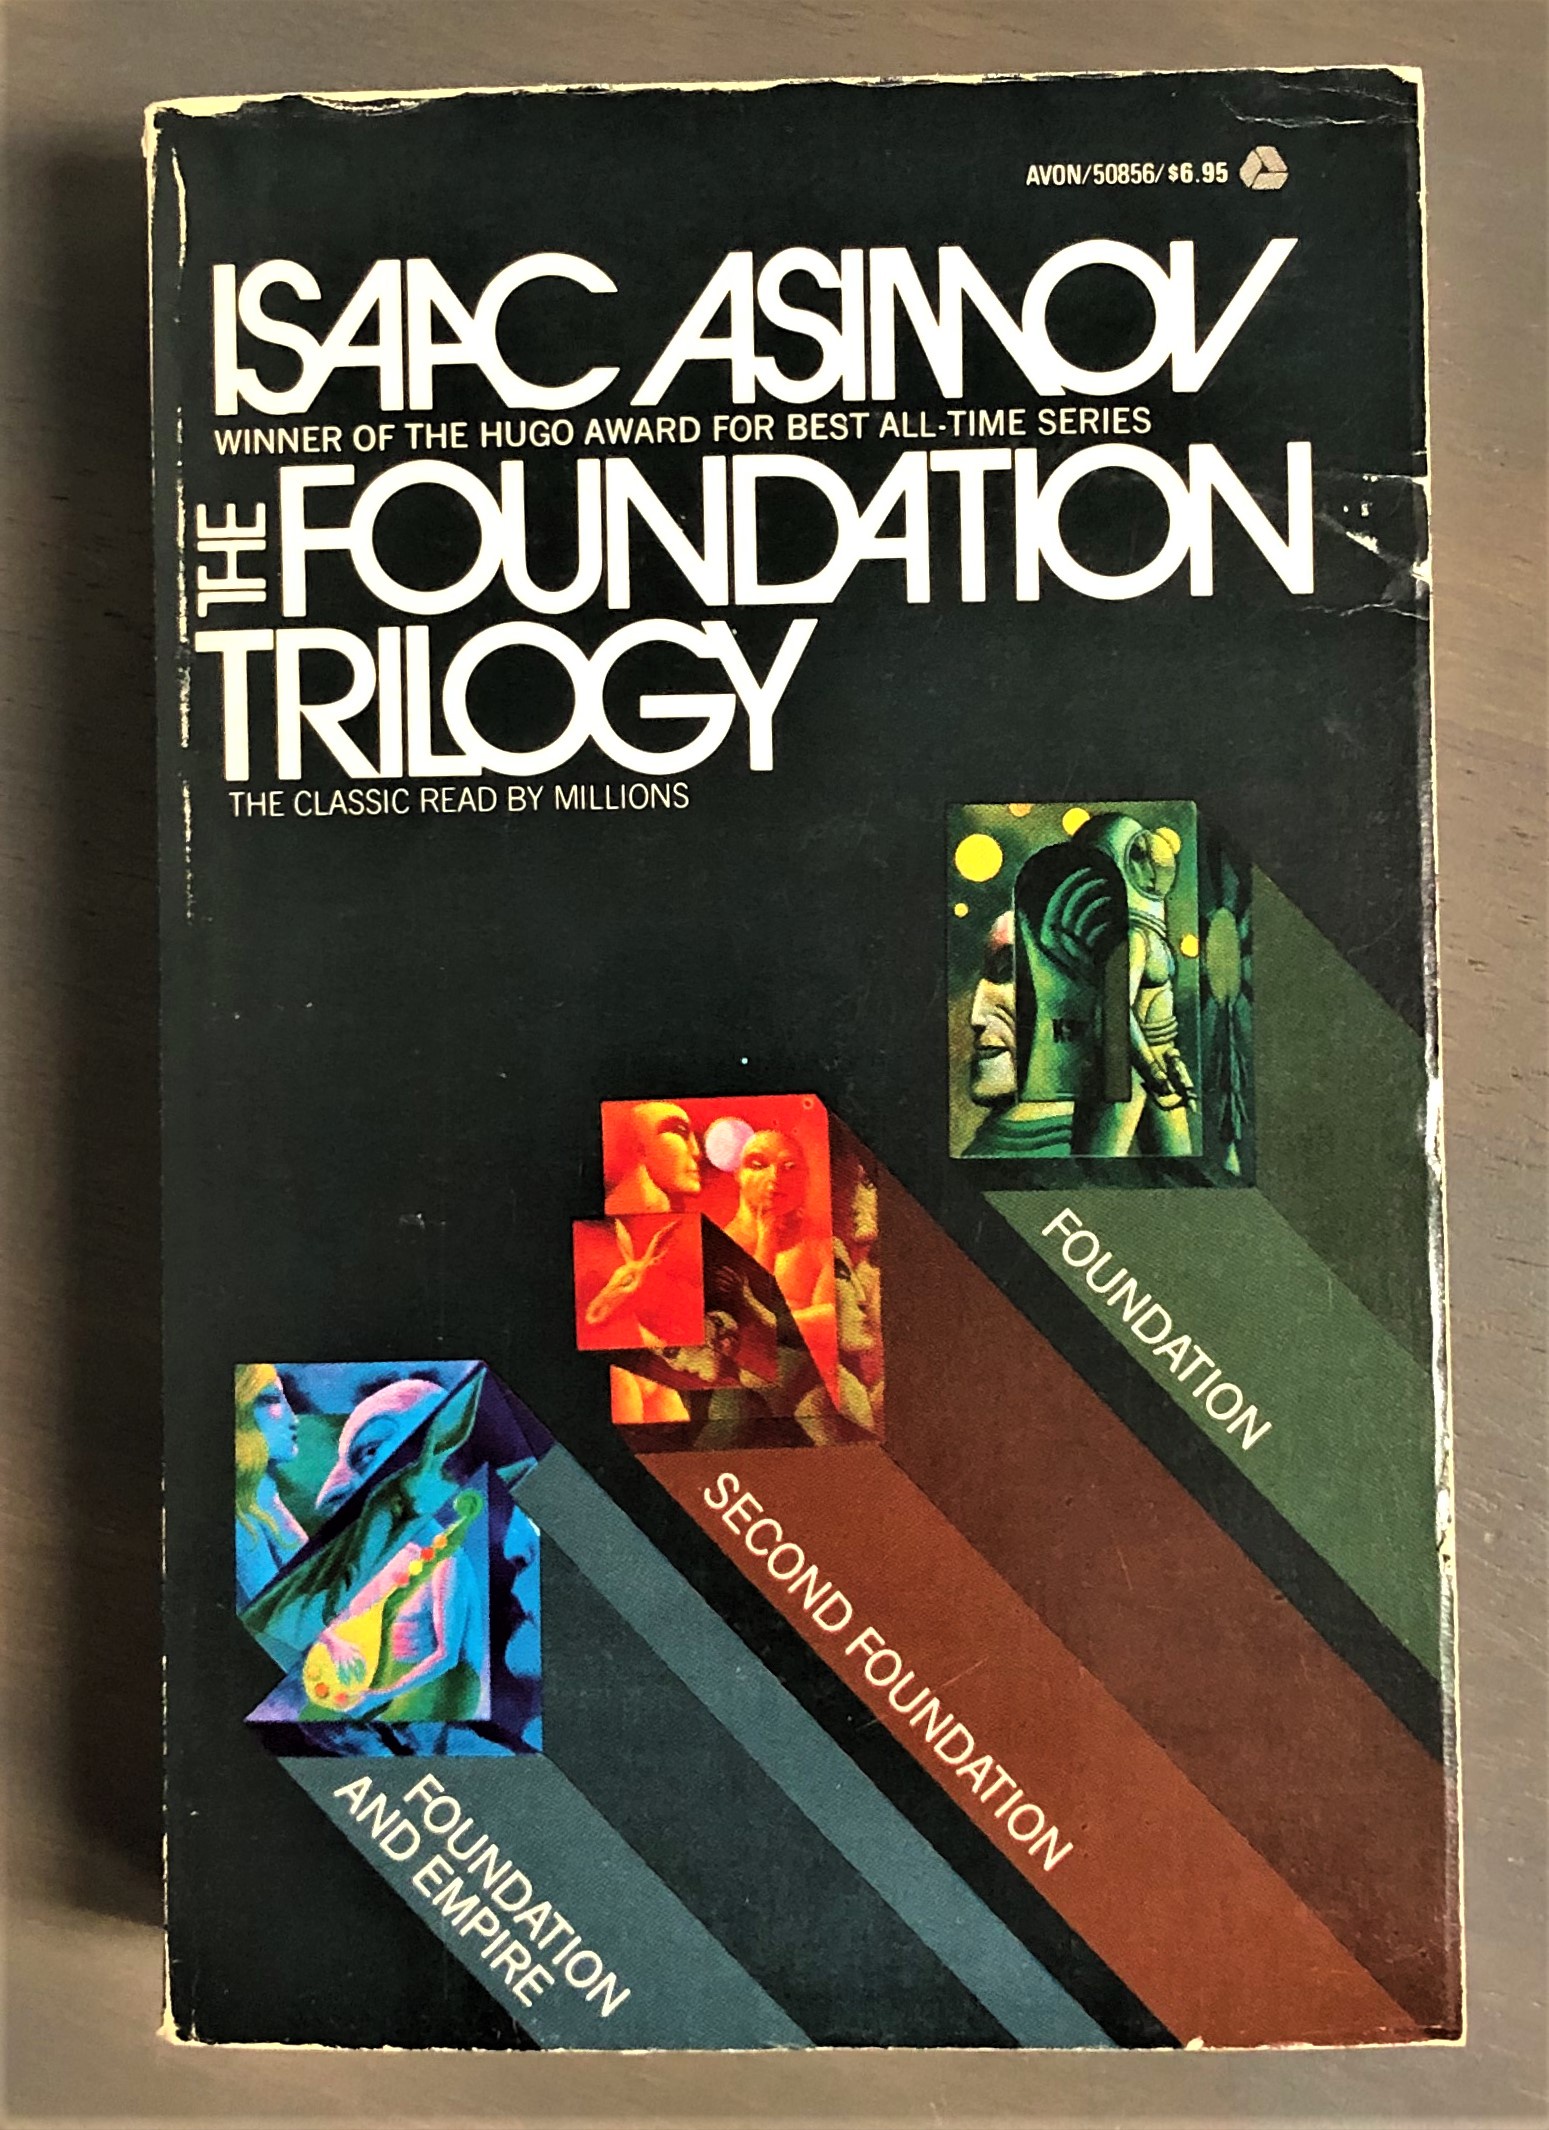 AVON/50856/$6.95
ISAAC ASIMOV
WINNER OF THE HUGO AWARD FOR BEST ALL-TIME SERIES
THE FOUNDATION
TRILOGY
THE CLASSIC READ BY MILLIONS
FOUNDATION
SECOND FOUNDATION
FOUNDATION
AND EMPIRE